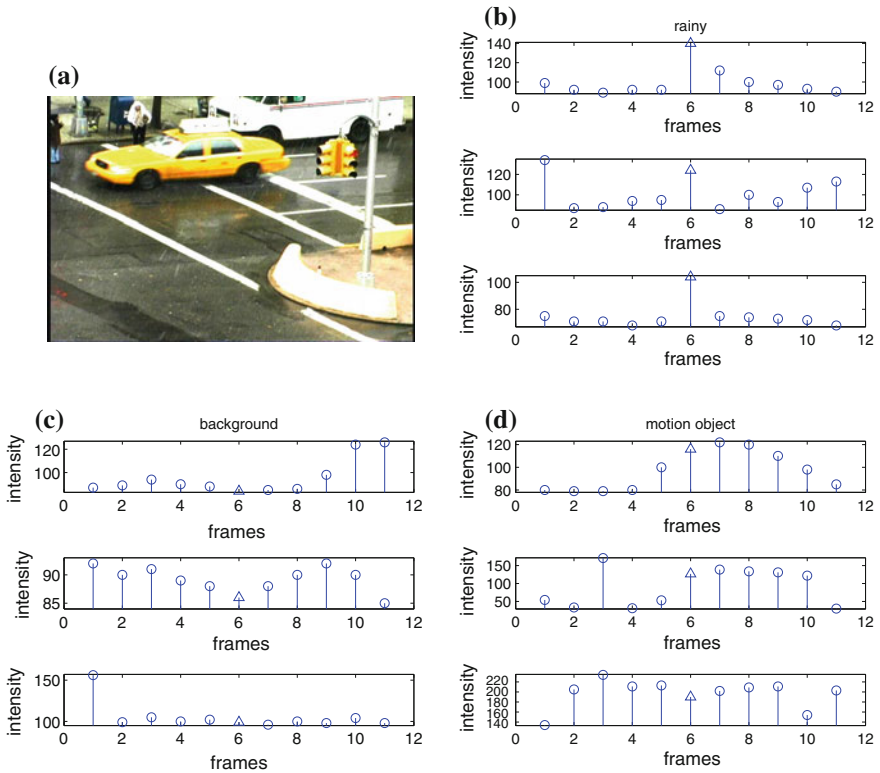 (a)
(b)
rainy
140
120
100
intensity
0 2 4 6 8 10 12
frames
120
100
intensity
0 2 4 6 8 10 12
frames
100
80
intensity
0 2 4 6 8 10 12
frames
(c)
background
120
100
intensity
0 2 4 6 8 10 12
frames
90
85
intensity
0 2 4 6 8 10 12
frames
150
100
intensity
0 2 4 6 8 10 12
frames
(d)
motion object
120
100
80
intensity
0 2 4 6 8 10 12
frames
150
100
50
intensity
0 2 4 6 8 10 12
frames
220
200
180
160
140
intensity
0 2 4 6 8 10 12
frames